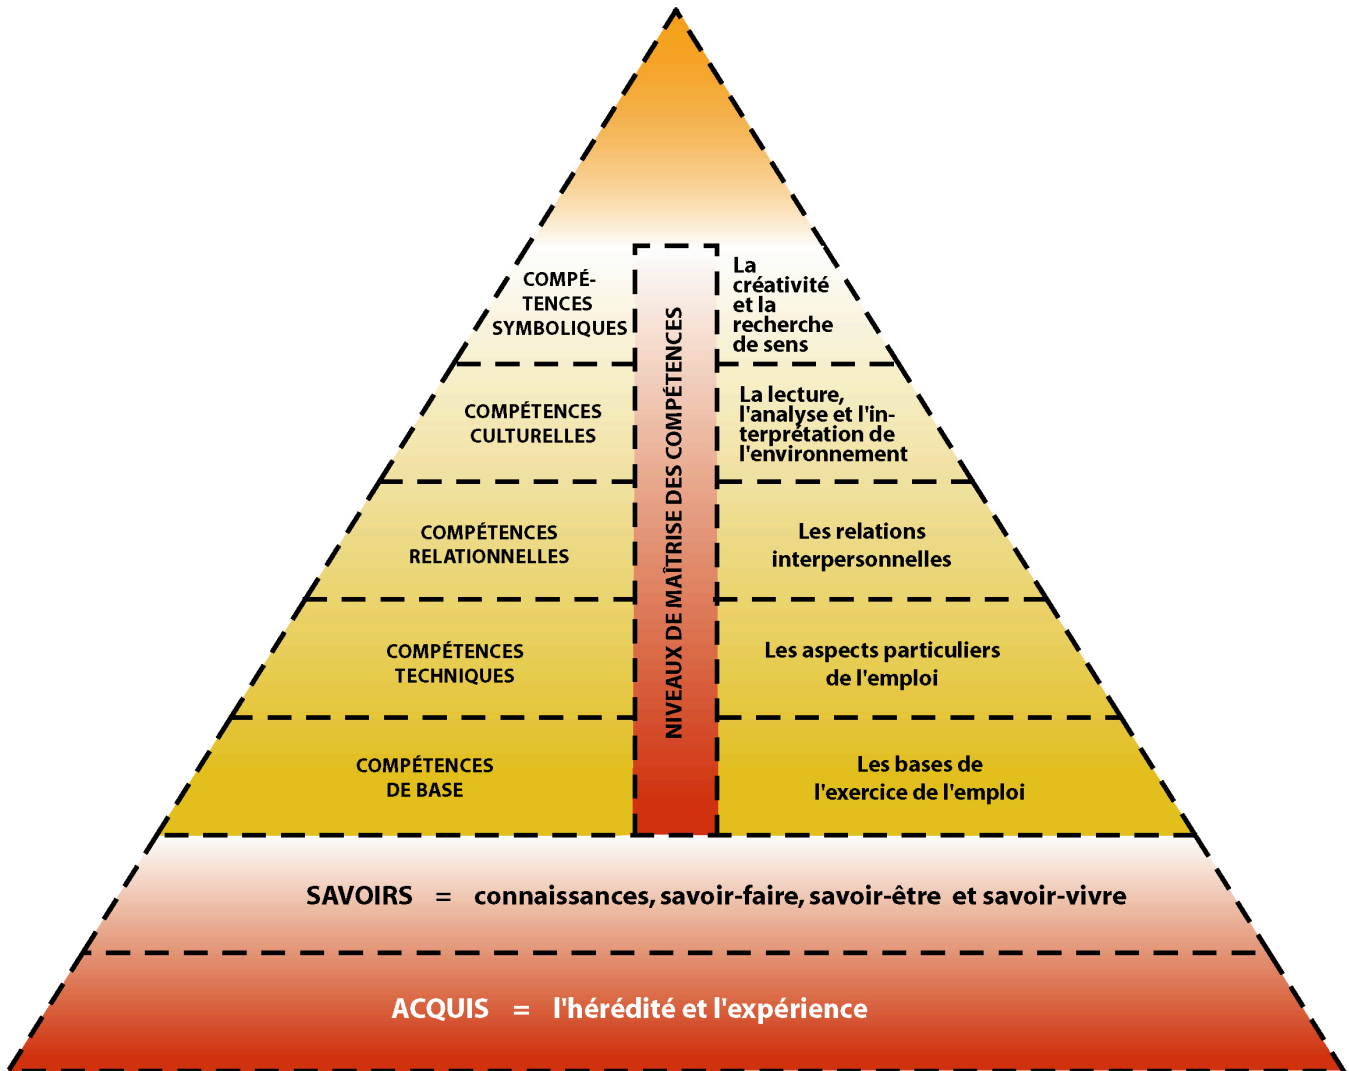 COMPÉ-
TENCES
SYMBOLIQUES
La
créativité
et la
recherche
de sens
COMPÉTENCES
CULTURELLES
La lecture,
l'analyse et l'in-
terprétation de
l'environnement
COMPÉTENCES
RELATIONNELLES
Les relations
interpersonnelles
COMPÉTENCES
TECHNIQUES
Les aspects particuliers
de l'emploi
COMPÉTENCES
DE BASE
Les bases de
l'exercice de l'emploi
NIVEAUX DE MAÎTRISE DES COMPÉTENCES
SAVOIRS = connaissances, savoir-faire, savoir-être et savoir-vivre
ACQUIS = l'hérédité et l'expérience